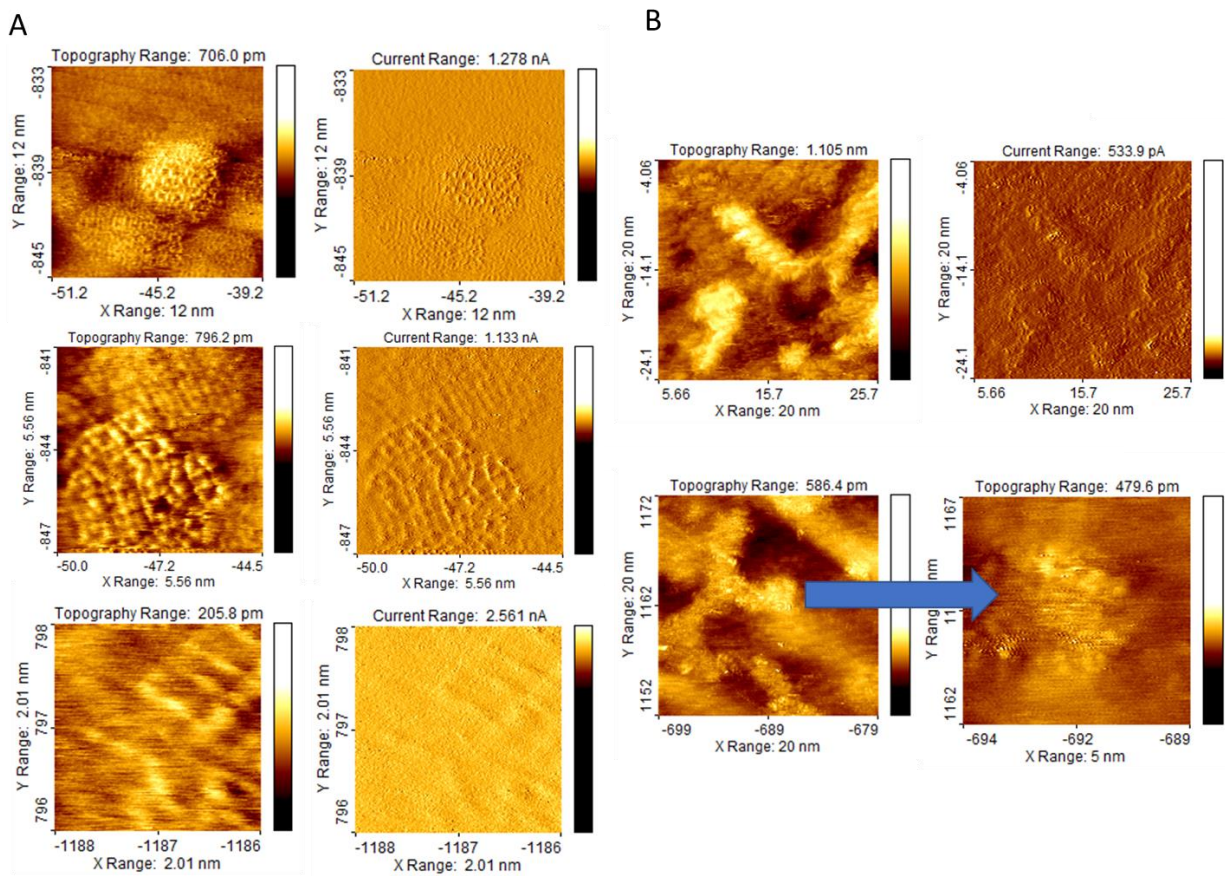 A
B
Topography Range: 706.0 pm
Y Range: 12 nm
-833
-839
-845
-51.2 -45.2 -39.2
X Range: 12 nm
Current Range: 1.278 nA
Y Range: 12 nm
-833
-839
-845
-51.2 -45.2 -39.2
X Range: 12 nm
Topography Range: 796.2 pm
Y Range: 5.56 nm
-841
-844
-847
-50.0 -47.2 -44.5
X Range: 5.56 nm
Current Range: 1.133 nA
Y Range: 5.56 nm
-841
-844
-847
-50.0 -47.2 -44.5
X Range: 5.56 nm
Topography Range: 205.8 pm
Y Range: 2.01 nm
798
797
796
-1188 -1187 -1186
X Range: 2.01 nm
Current Range: 2.561 nA
Y Range: 2.01 nm
798
797
796
-1188 -1187 -1186
X Range: 2.01 nm
Topography Range: 1.105 nm
Y Range: 20 nm
-4.06
-14.1
-24.1
5.66 15.7 25.7
X Range: 20 nm
Current Range: 533.9 pA
Y Range: 20 nm
-4.06
-14.1
-24.1
5.66 15.7 25.7
X Range: 20 nm
Topography Range: 586.4 pm
Y Range: 20 nm
1172
1162
1152
-699 -689 -679
X Range: 20 nm
Topography Range: 479.6 pm
Y Rang nm
1167
1162
-694 -692 -689
X Range: 5 nm